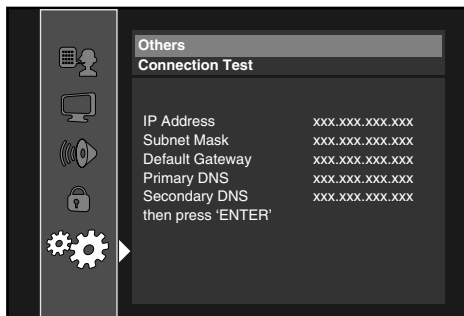 Others
Connection Test
IP Address xxx.xxx.xxx.xxx
Subnet Mask xxx.xxx.xxx.xxx
Default Gateway xxx.xxx.xxx.xxx
Primary DNS xxx.xxx.xxx.xxx
Secondary DNS xxx.xxx.xxx.xxx
then press ‘ENTER’